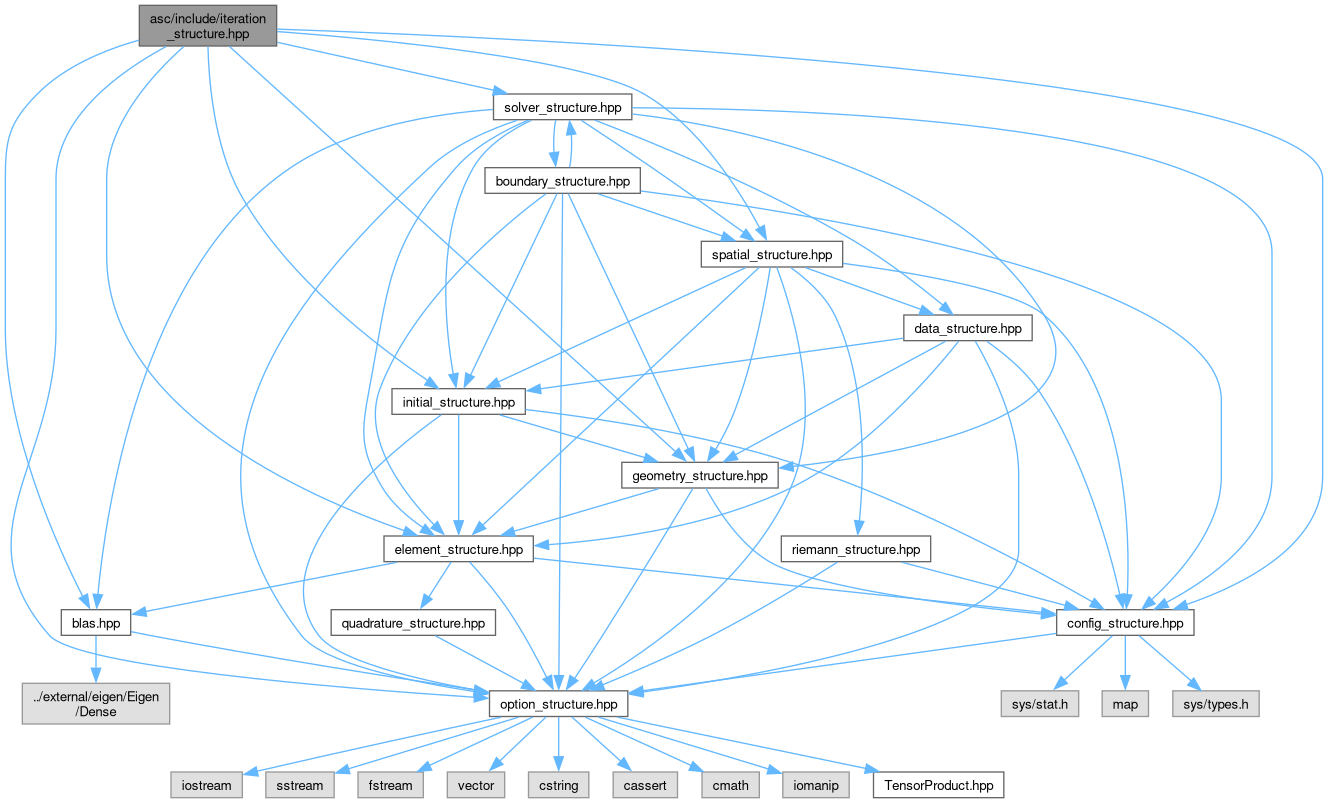 asc/include/iteration
_structure.hpp
solver_structure.hpp
boundary_structure.hpp
spatial_structure.hpp
data_structure.hpp
initial_structure.hpp
geometry_structure.hpp
element_structure.hpp
riemann_structure.hpp
blas.hpp
quadrature_structure.hpp
config_structure.hpp
../external/eigen/Eigen
/Dense
option_structure.hpp
sys/stat.h
map
sys/types.h
iostream
sstream
fstream
vector
cstring
cassert
cmath
iomanip
TensorProduct.hpp